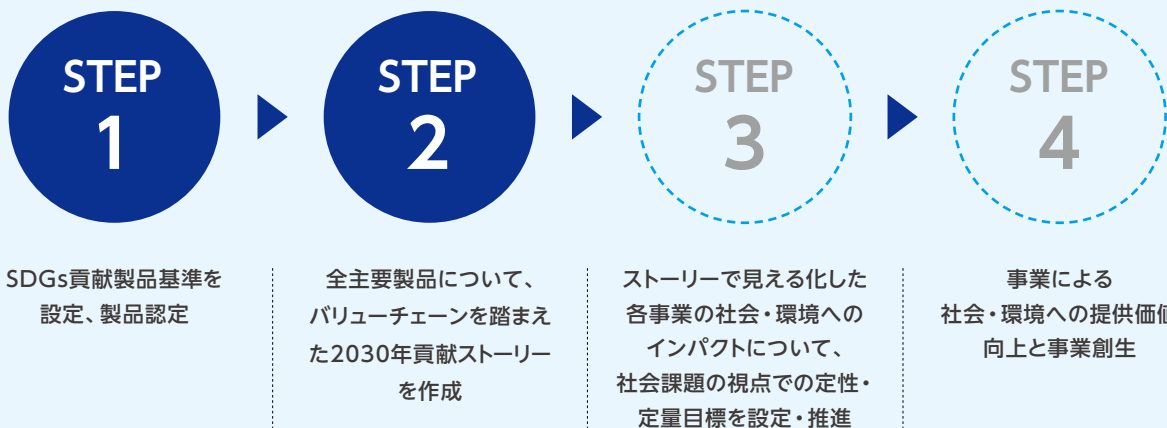 STEP
1
STEP
2
STEP
3
STEP
4
SDGs貢献製品基準を
設定、製品認定
全主要製品について、
バリューチェーンを踏まえ
た2030年貢献ストーリー
を作成
ストーリーで見える化した
各事業の社会・環境への
インパクトについて、
社会課題の視点での定性・
定量目標を設定・推進
事業による
社会・環境への提供価値
向上と事業創生